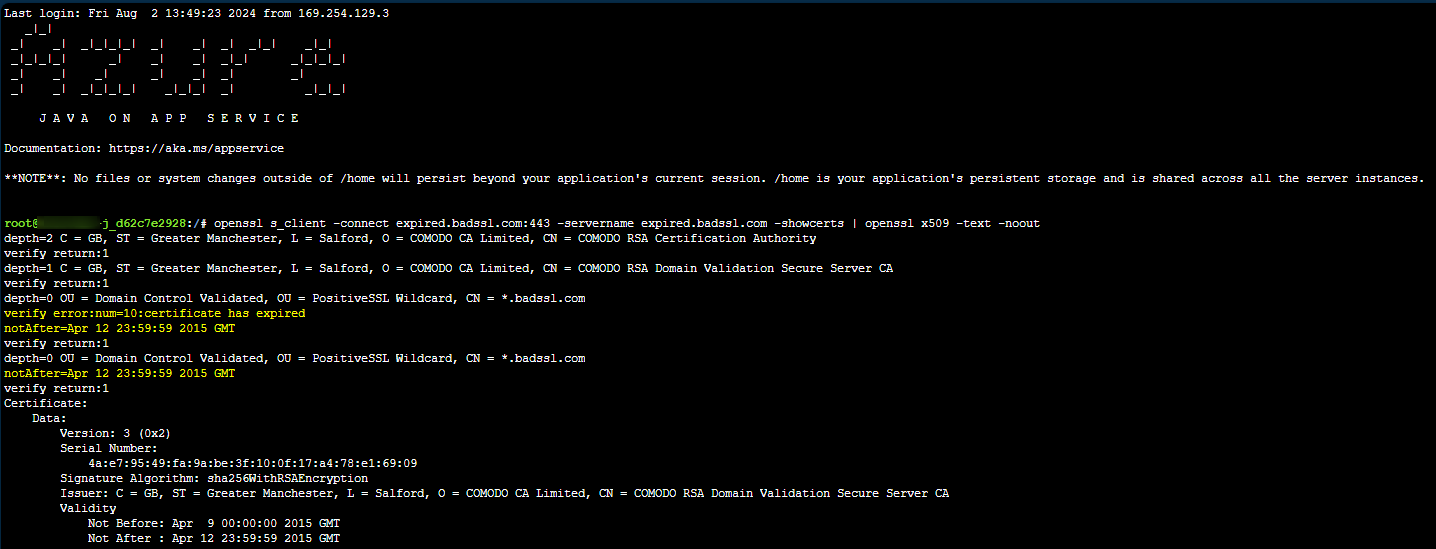 Last login: Fri Aug  2 13:49:23 2024 from 169.254.129.3
Azure
J A V A   O N   A P P   S E R V I C E
Documentation: https://aka.ms/appservice
**NOTE**: No files or system changes outside of /home will persist beyond your application's current session. /home is your application's persistent storage and is shared across all the server instances.
root@j_d62c7e2928:/# openssl s_client -connect expired.badssl.com:443 -servername expired.badssl.com -showcerts | openssl x509 -text -noout
depth=2 C = GB, ST = Greater Manchester, L = Salford, O = COMODO CA Limited, CN = COMODO RSA Certification Authority
verify return:1
depth=1 C = GB, ST = Greater Manchester, L = Salford, O = COMODO CA Limited, CN = COMODO RSA Domain Validation Secure Server CA
verify return:1
depth=0 OU = Domain Control Validated, OU = PositiveSSL Wildcard, CN = *.badssl.com
verify error:num=10:certificate has expired
notAfter=Apr 12 23:59:59 2015 GMT
verify return:1
depth=0 OU = Domain Control Validated, OU = PositiveSSL Wildcard, CN = *.badssl.com
notAfter=Apr 12 23:59:59 2015 GMT
verify return:1
Certificate:
    Data:
        Version: 3 (0x2)
        Serial Number:
            4a:e7:95:49:fa:9a:be:3f:10:0f:17:a4:78:e1:69:09
        Signature Algorithm: sha256WithRSAEncryption
        Issuer: C = GB, ST = Greater Manchester, L = Salford, O = COMODO CA Limited, CN = COMODO RSA Domain Validation Secure Server CA
        Validity
            Not Before: Apr  9 00:00:00 2015 GMT
            Not After : Apr 12 23:59:59 2015 GMT